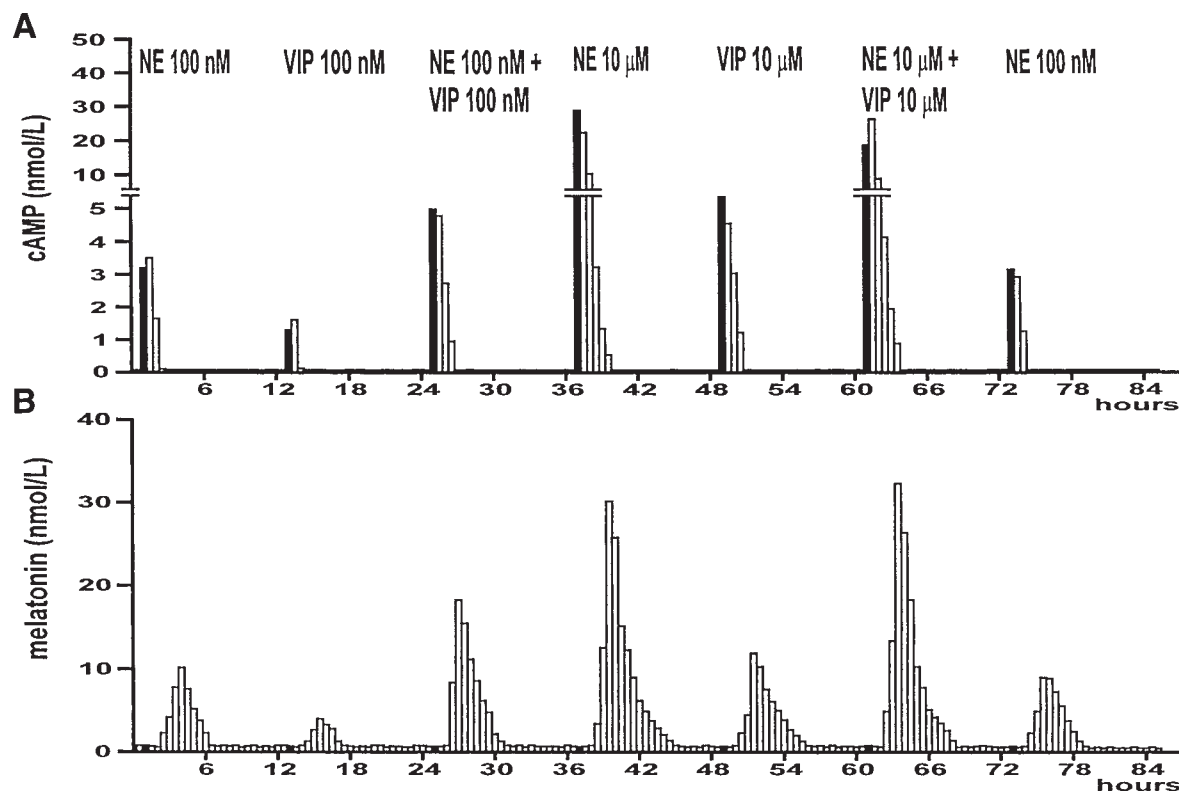 A
NE 100 nM VIP 100 nM NE 100 nM + NE 10 μM VIP 10 μM NE 10 μM + NE 100 nM
VIP 100 nM VIP 10 μM
cAMP (nmol/L)
50
40
30
20
10
5
4
3
2
1
0
6 12 18 24 30 36 42 48 54 60 66 72 78 84
hours
B
melatonin (nmol/L)
40
30
20
10
0
6 12 18 24 30 36 42 48 54 60 66 72 78 84
hours